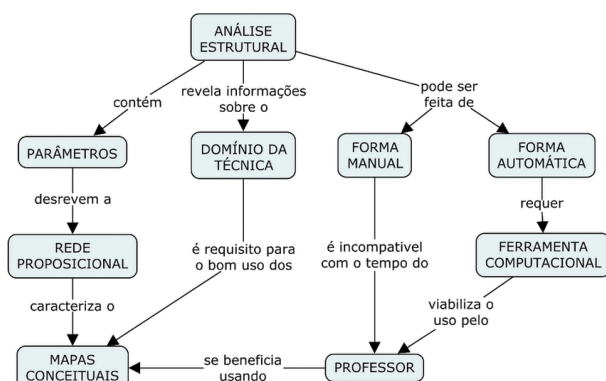 ANÁLISE
ESTRUTURAL
contém
revela informações
sobre o
pode ser
feita de
PARÂMETROS
DOMÍNIO DA
TÉCNICA
FORMA
MANUAL
FORMA
AUTOMÁTICA
desrevem a
requer
REDE
PROPOSICIONAL
é requisito para
o bom uso dos
é incompativel
com o tempo do
FERRAMENTA
COMPUTACIONAL
caracteriza o
viabiliza o
uso pelo
MAPAS
CONCEITUAIS
se beneficia
usando
PROFESSOR